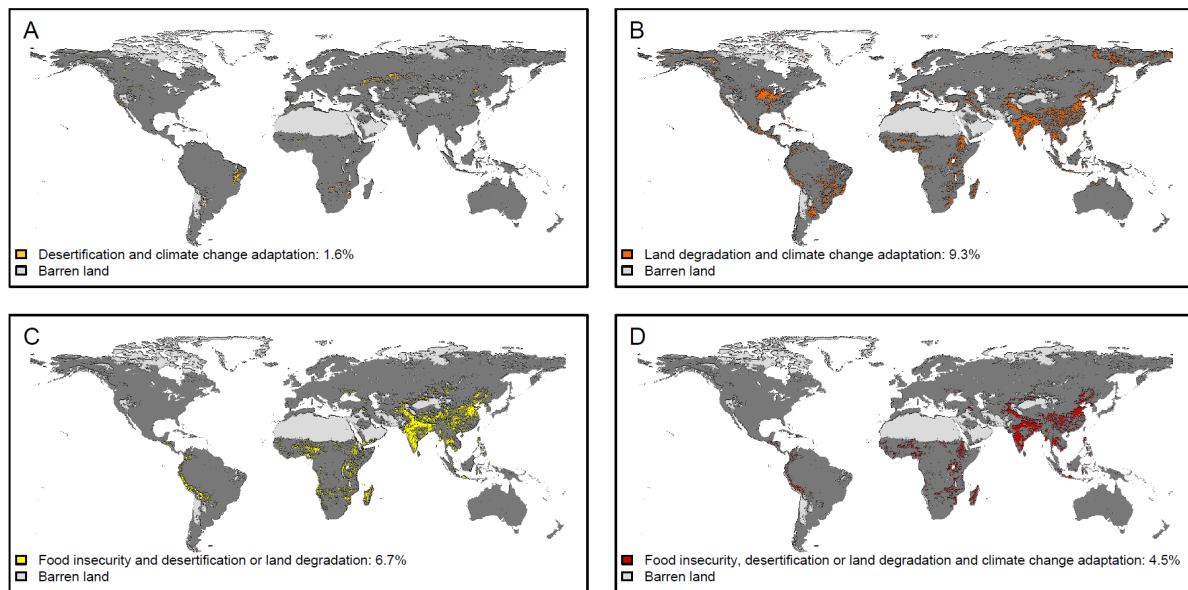 A
Desertification and climate change adaptation: 1.6%
Barren land
B
Land degradation and climate change adaptation: 9.3%
Barren land
C
Food insecurity and desertification or land degradation: 6.7%
Barren land
D
Food insecurity, desertification or land degradation and climate change adaptation: 4.5%
Barren land